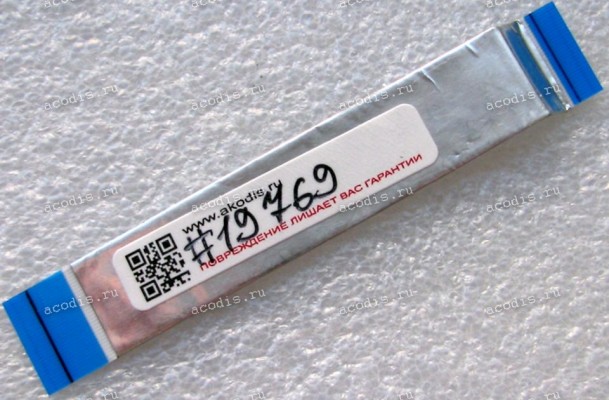 www.akodis.ru
#19769
ПОВРЕЖДЕНИЕ ЛИШАЕТ ВАС ГАРАНТИИ
acodis.ru